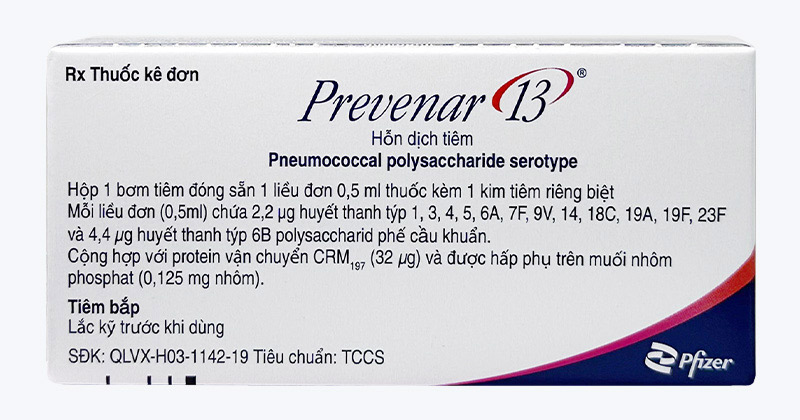 Rx Thuốc kê đơn
Prevenar 13®
Hỗn dịch tiêm
Pneumococcal polysaccharide serotype
Hộp 1 bơm tiêm đóng sẵn 1 liều đơn 0,5 ml thuốc kèm 1 kim tiêm riêng biệt
Mỗi liều đơn (0,5ml) chứa 2,2 µg huyết thanh týp 1, 3, 4, 5, 6A, 7F, 9V, 14, 18C, 19A, 19F, 23F
và 4,4 µg huyết thanh týp 6B polysaccharid phế cầu khuẩn.
Cộng hợp với protein vận chuyển CRM₁₉₇ (32 µg) và được hấp phụ trên muối nhôm
phosphat (0,125 mg nhôm).
Tiêm bắp
Lắc kỹ trước khi dùng
SĐK: QLVX-H03-1142-19 Tiêu chuẩn: TCCS
Pfizer